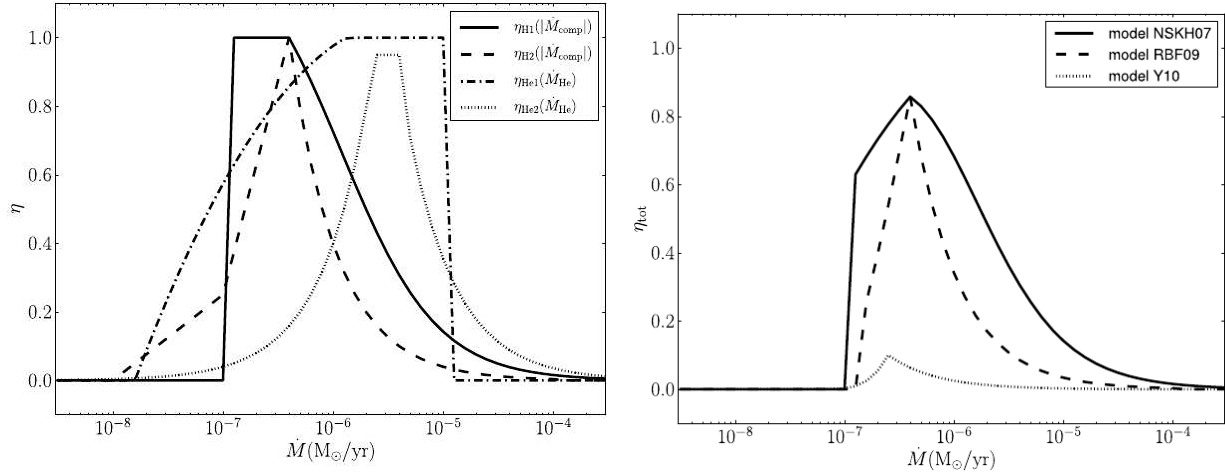 η
1.0
0.8
0.6
0.4
0.2
0.0
η_H1(|Ṁ_comp|)
η_H2(|Ṁ_comp|)
η_He1(Ṁ_He)
η_He2(Ṁ_He)
η
10⁻⁸ 10⁻⁷ 10⁻⁶ 10⁻⁵ 10⁻⁴
Ṁ(M_⊙/yr)
1.0
0.8
0.6
0.4
0.2
0.0
model NSKH07
model RBF09
model Y10
η_tot
10⁻⁸ 10⁻⁷ 10⁻⁶ 10⁻⁵ 10⁻⁴
Ṁ(M_⊙/yr)